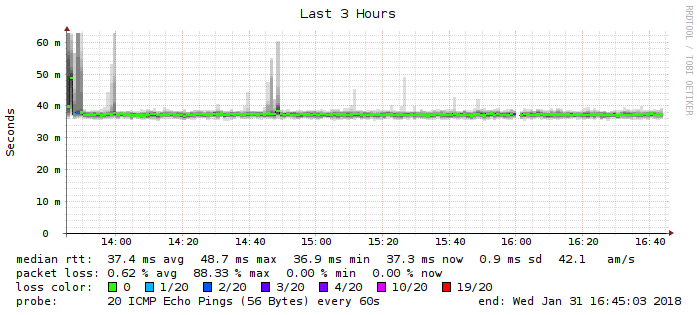 Last 3 Hours
RRDTOOL / TOBI OETIKER
Seconds
60 m
50 m
40 m
30 m
20 m
10 m
0
14:00 14:20 14:40 15:00 15:20 15:40 16:00 16:20 16:40
median rtt: 37.4 ms avg 48.7 ms max 36.9 ms min 37.3 ms now 0.9 ms sd 42.1 am/s
packet loss: 0.62 % avg 88.33 % max 0.00 % min 0.00 % now
loss color: 0 1/20 2/20 3/20 4/20 10/20 19/20
probe: 20 ICMP Echo Pings (56 Bytes) every 60s end: Wed Jan 31 16:45:03 2018